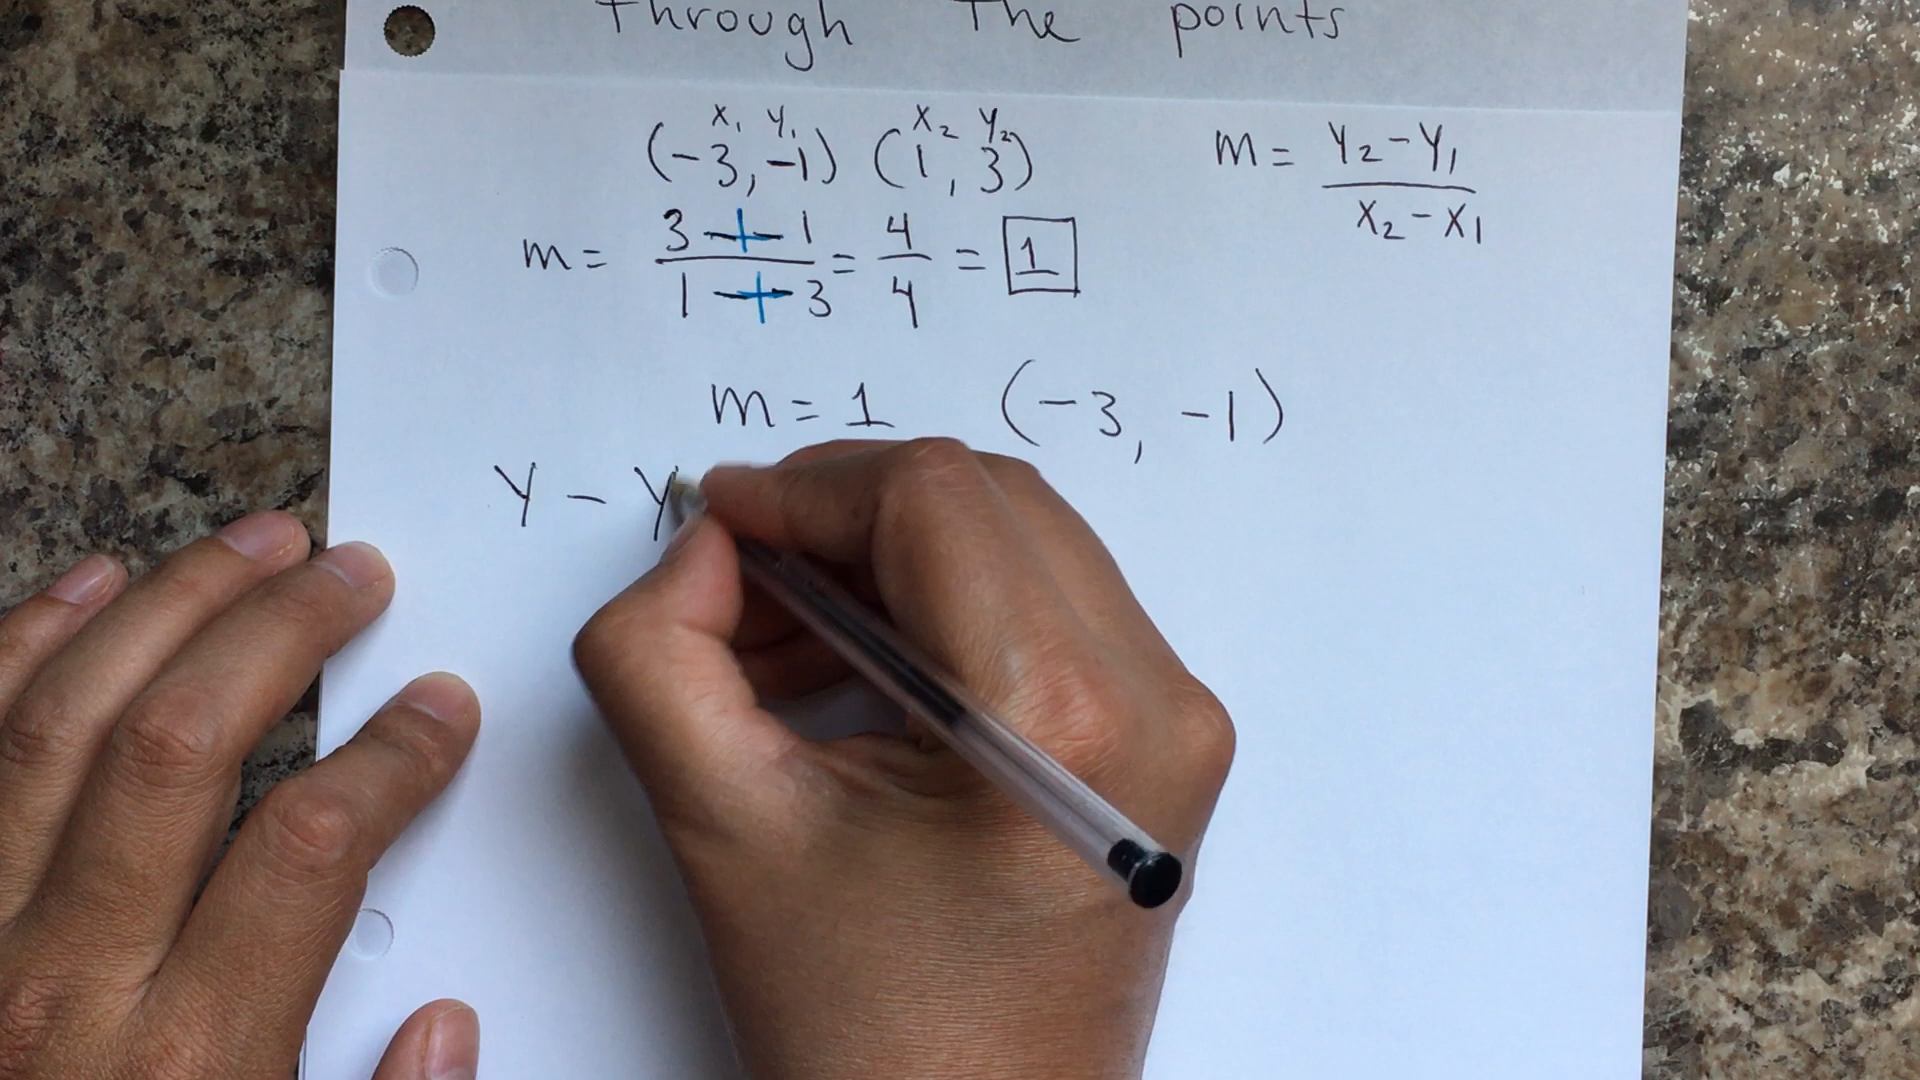 through the points
x₁ y₁ x₂ y₂
(-3, -1) (1, 3)
m = y₂ - y₁ / x₂ - x₁
m = 3 + 1 / 1 + 3 = 4 / 4 = 1
m = 1 (-3, -1)
y - y